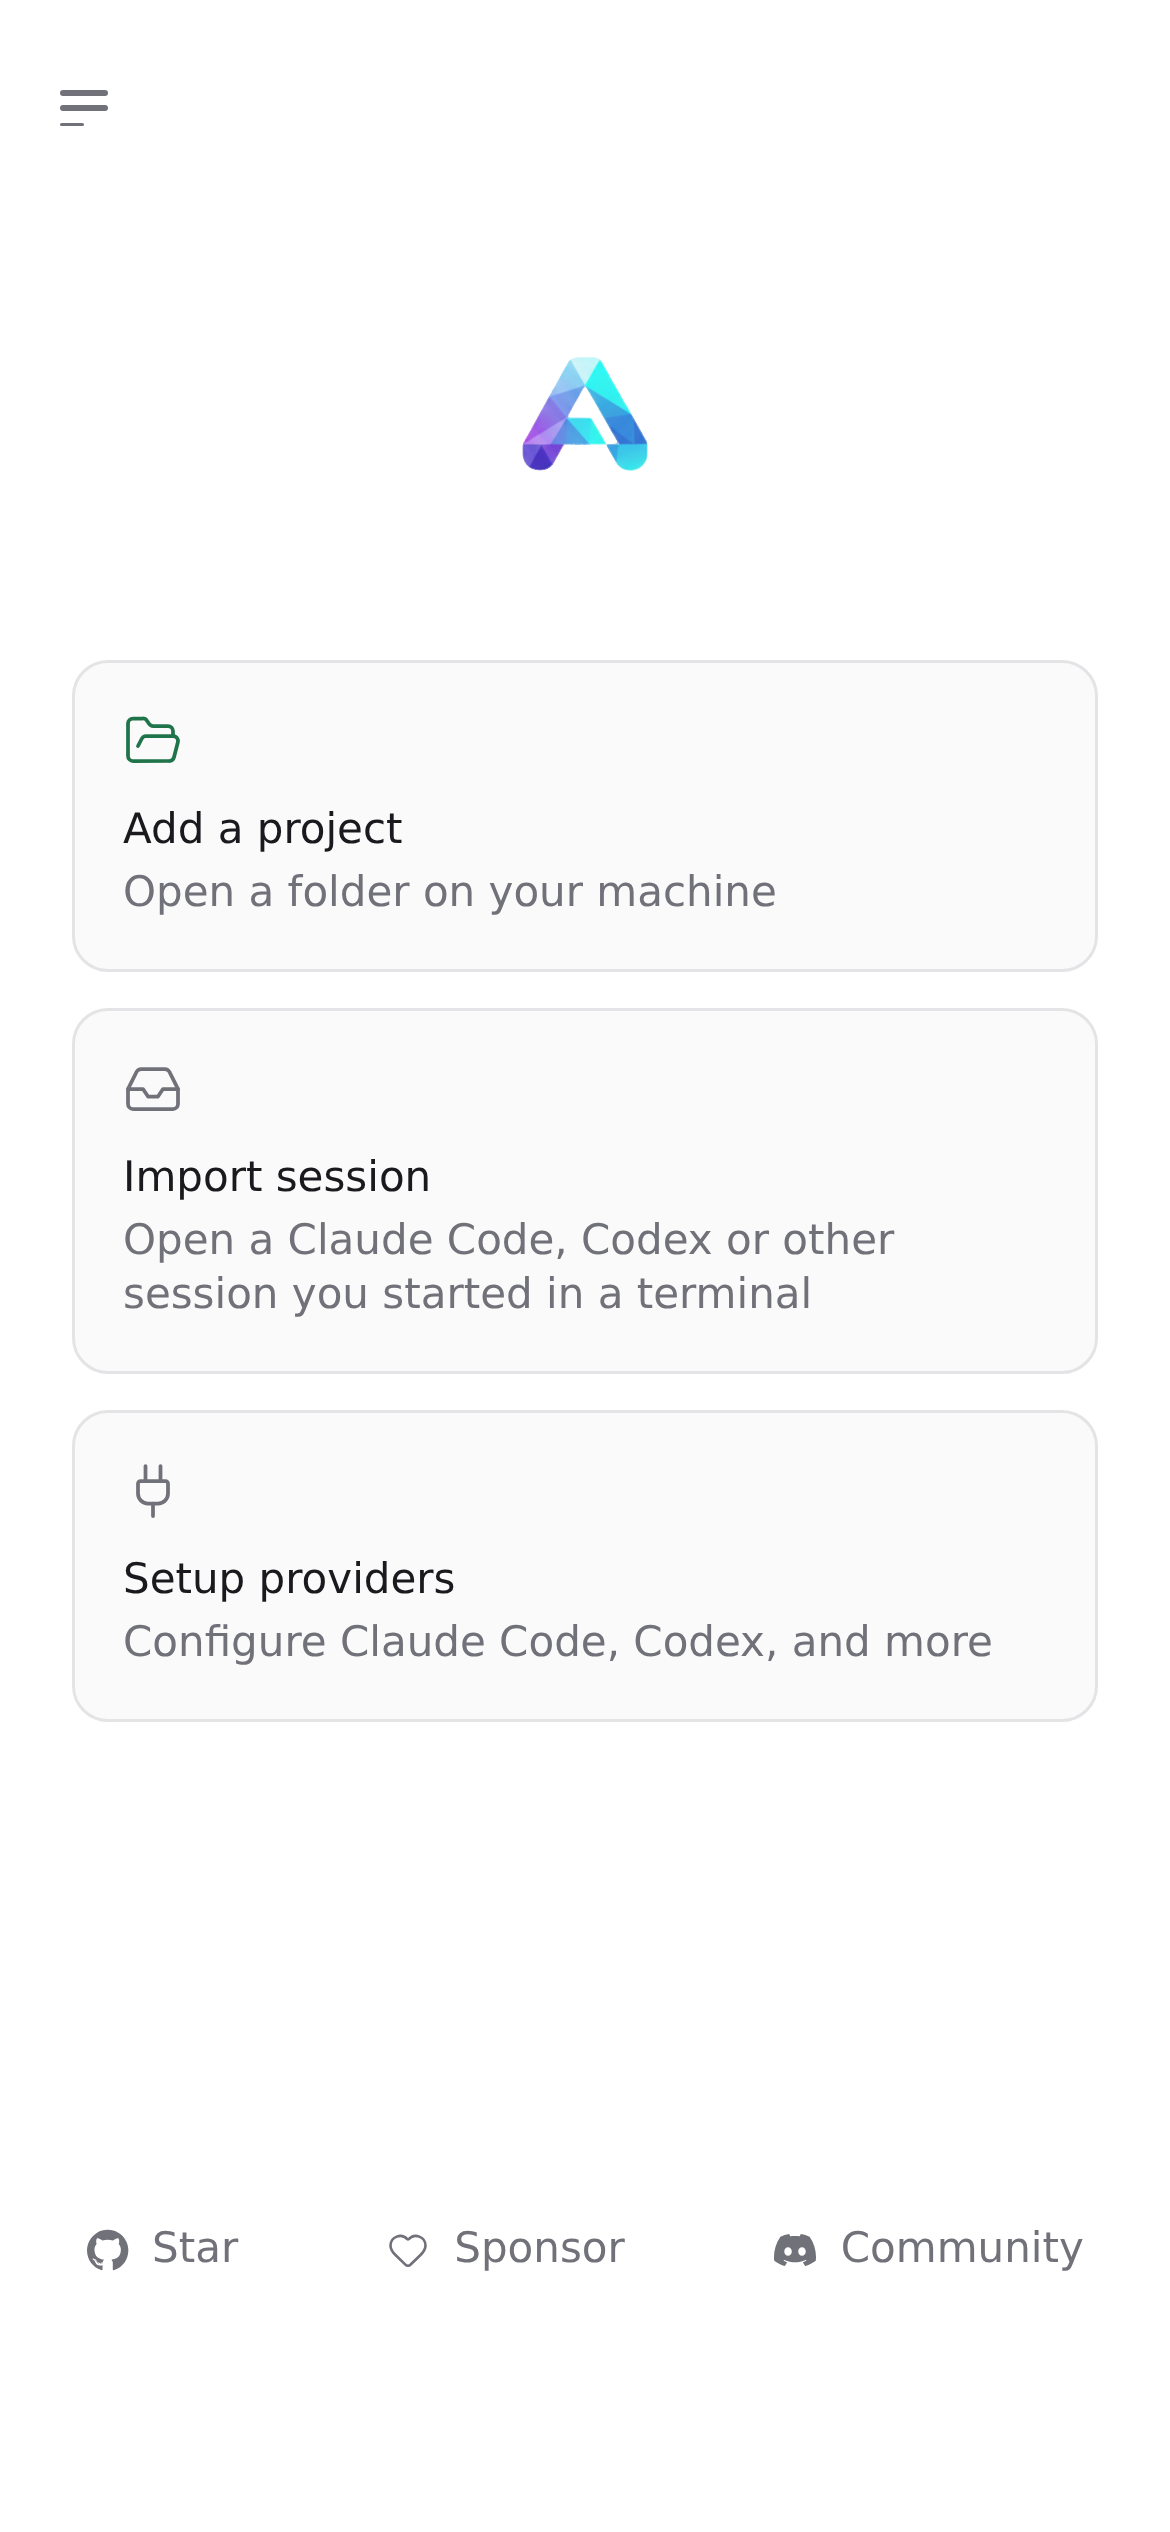 Add a project
Open a folder on your machine
Import session
Open a Claude Code, Codex or other
session you started in a terminal
Setup providers
Configure Claude Code, Codex, and more
Star
Sponsor
Community